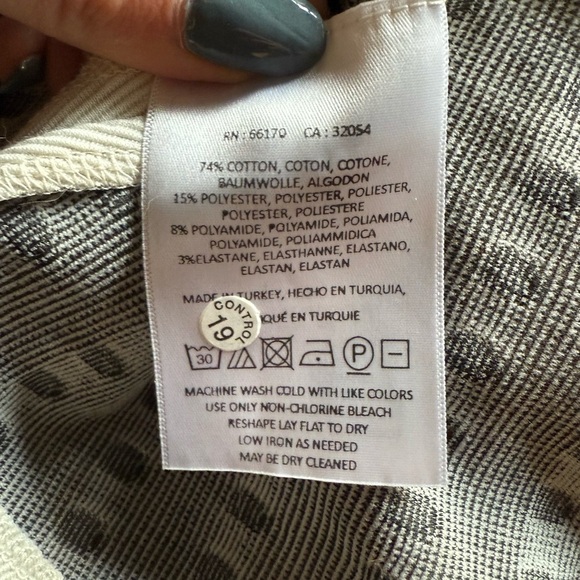 RN : 66170 CA : 32054
74% COTTON, COTON, COTONE,
BAUMWOLLE, ALGODON
15% POLYESTER, POLYESTER, POLIESTER,
POLYESTER, POLIESTERE
8% POLYAMIDE, POLYAMIDE, POLIAMIDA,
POLYAMIDE, POLIAMMIDICA
3%ELASTANE, ELASTHANNE, ELASTANO,
ELASTAN, ELASTAN
MADE IN TURKEY, HECHO EN TURQUIA,
EN TURQUIE
CONTROL
19
30
P
MACHINE WASH COLD WITH LIKE COLORS
USE ONLY NON-CHLORINE BLEACH
RESHAPE LAY FLAT TO DRY
LOW IRON AS NEEDED
MAY BE DRY CLEANED